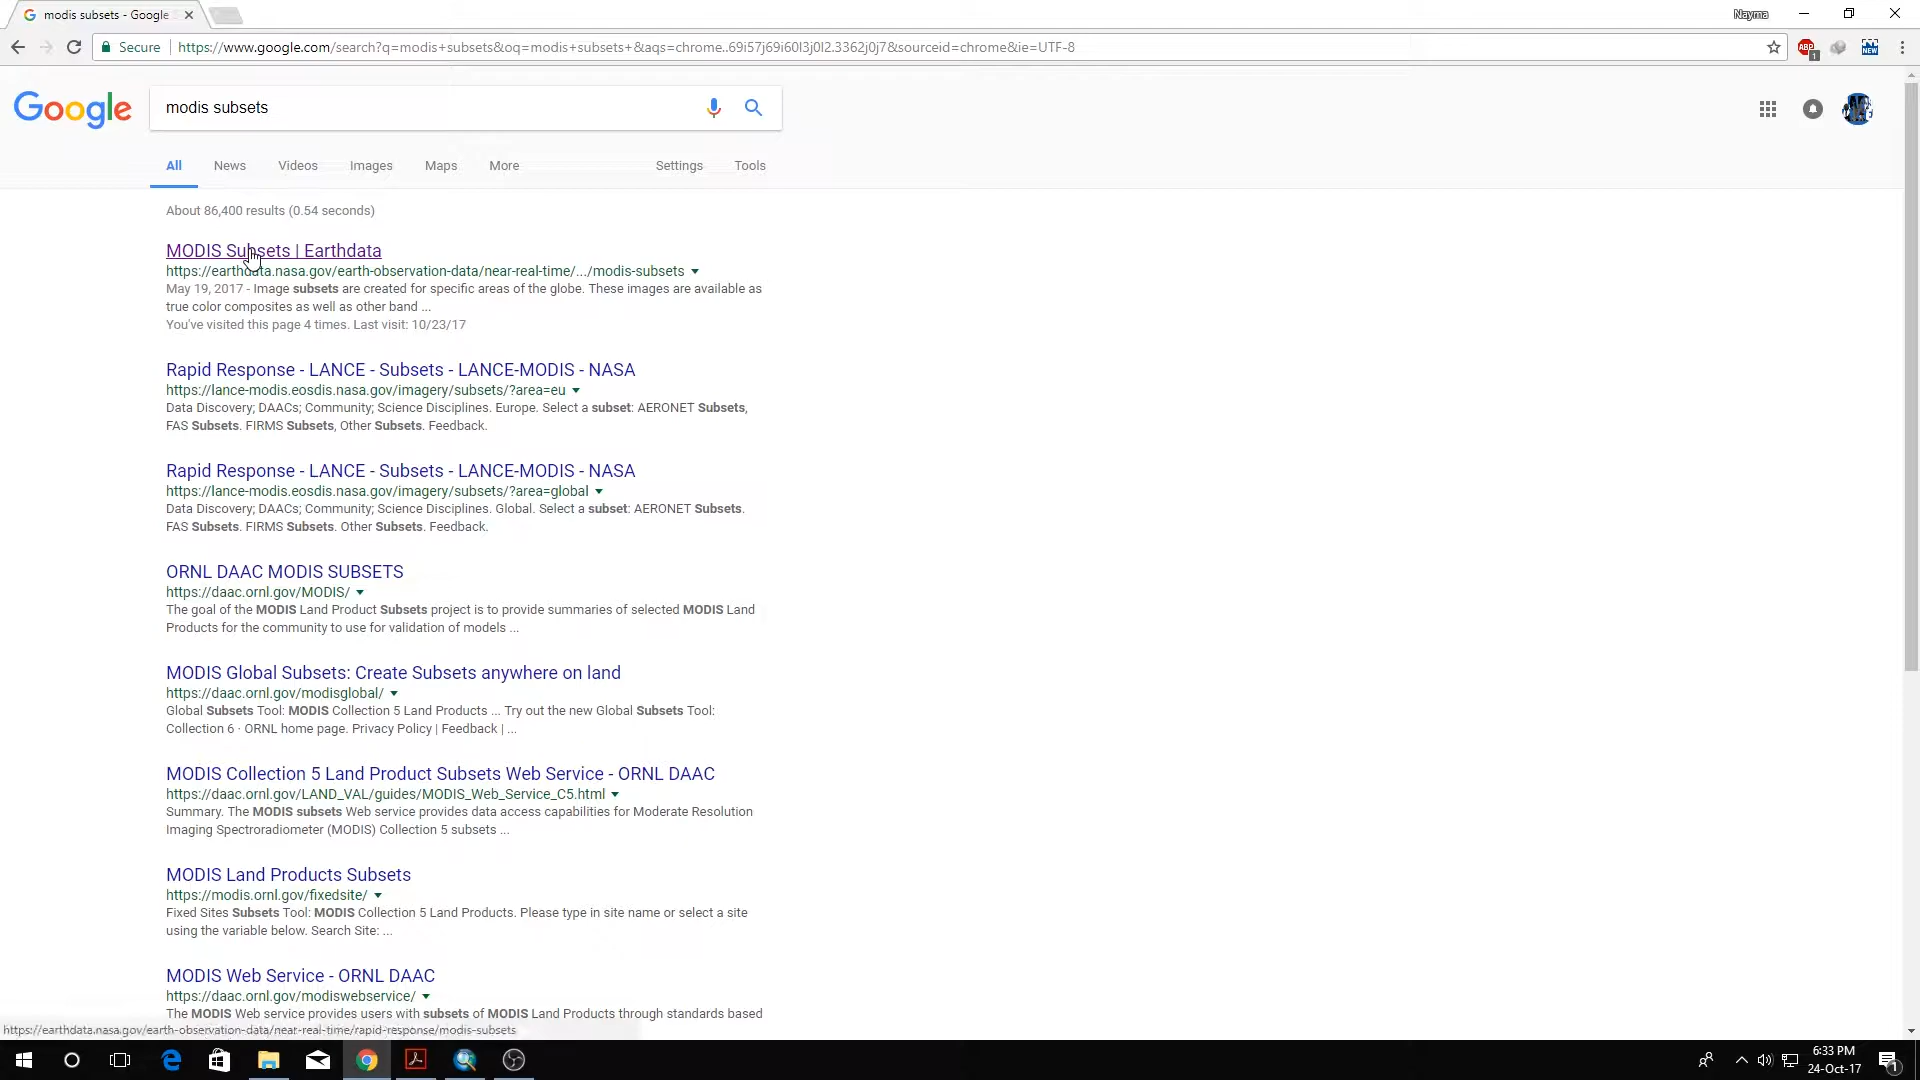 modis subsets - Google
Nayma
Secure
https://www.google.com/search?q=modis+subsets&oq=modis+subsets+&aqs=chrome..69i57j69i60l3j0l2.3362j0j7&sourceid=chrome&ie=UTF-8
ABP
1
NEW
Google
modis subsets
All News Videos Images Maps More Settings Tools
About 86,400 results (0.54 seconds)
MODIS Subsets | Earthdata
https://earthdata.nasa.gov/earth-observation-data/near-real-time/.../modis-subsets
May 19, 2017 - Image subsets are created for specific areas of the globe. These images are available as
true color composites as well as other band ...
You've visited this page 4 times. Last visit: 10/23/17
Rapid Response - LANCE - Subsets - LANCE-MODIS - NASA
https://lance-modis.eosdis.nasa.gov/imagery/subsets/?area=eu
Data Discovery; DAACs; Community; Science Disciplines. Europe. Select a subset: AERONET Subsets,
FAS Subsets. FIRMS Subsets, Other Subsets. Feedback.
Rapid Response - LANCE - Subsets - LANCE-MODIS - NASA
https://lance-modis.eosdis.nasa.gov/imagery/subsets/?area=global
Data Discovery; DAACs; Community; Science Disciplines. Global. Select a subset: AERONET Subsets.
FAS Subsets. FIRMS Subsets. Other Subsets. Feedback.
ORNL DAAC MODIS SUBSETS
https://daac.ornl.gov/MODIS/
The goal of the MODIS Land Product Subsets project is to provide summaries of selected MODIS Land
Products for the community to use for validation of models ...
MODIS Global Subsets: Create Subsets anywhere on land
https://daac.ornl.gov/modisglobal/
Global Subsets Tool: MODIS Collection 5 Land Products ... Try out the new Global Subsets Tool:
Collection 6 · ORNL home page. Privacy Policy | Feedback | ...
MODIS Collection 5 Land Product Subsets Web Service - ORNL DAAC
https://daac.ornl.gov/LAND_VAL/guides/MODIS_Web_Service_C5.html
Summary. The MODIS subsets Web service provides data access capabilities for Moderate Resolution
Imaging Spectroradiometer (MODIS) Collection 5 subsets ...
MODIS Land Products Subsets
https://modis.ornl.gov/fixedsite/
Fixed Sites Subsets Tool: MODIS Collection 5 Land Products. Please type in site name or select a site
using the variable below. Search Site: ...
MODIS Web Service - ORNL DAAC
https://daac.ornl.gov/modiswebservice/
The MODIS Web service provides users with subsets of MODIS Land Products through standards based
https://earthdata.nasa.gov/earth-observation-data/near-real-time/rapid-response/modis-subsets
6:33 PM
24-Oct-17
1